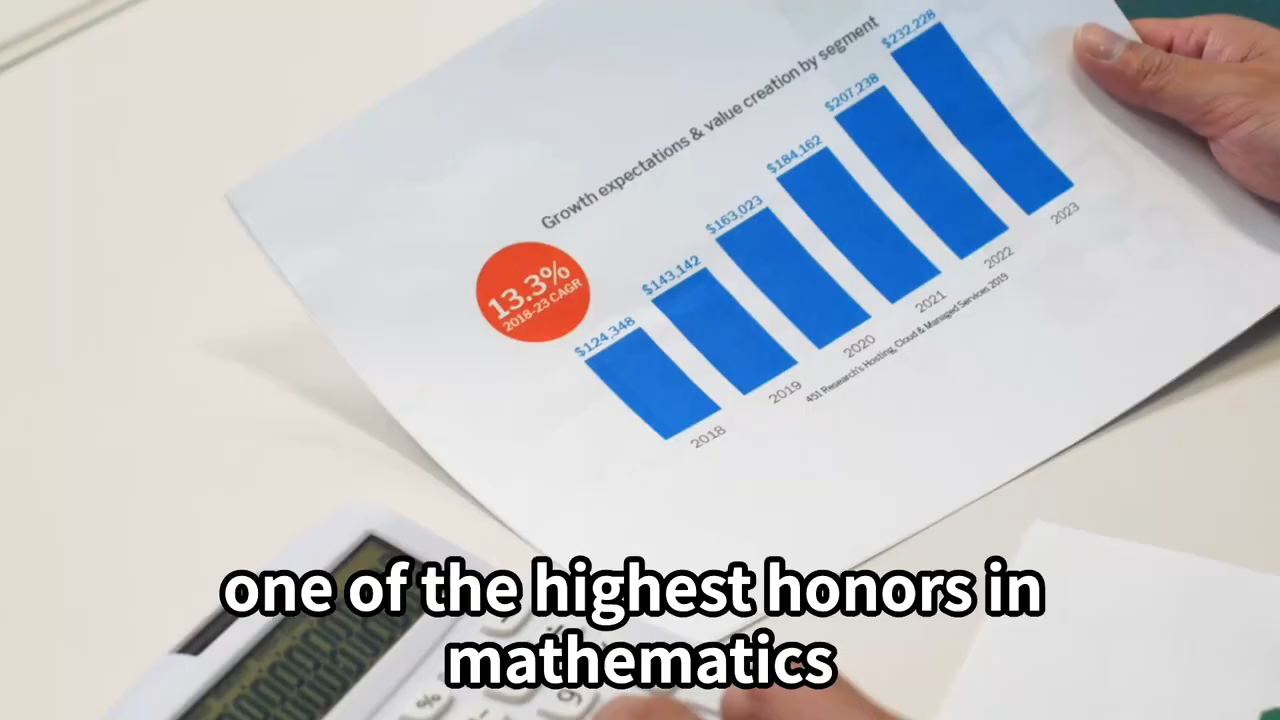 Growth expectations & value creation by segment
13.3%
2018-23 CAGR
$124,348
$143,142
$163,023
$184,162
$207,238
$232,228
2018
2019
2020
2021
2022
2023
451 Research's Hosting, Cloud & Managed Services 2019
%
one of the highest honors in
mathematics